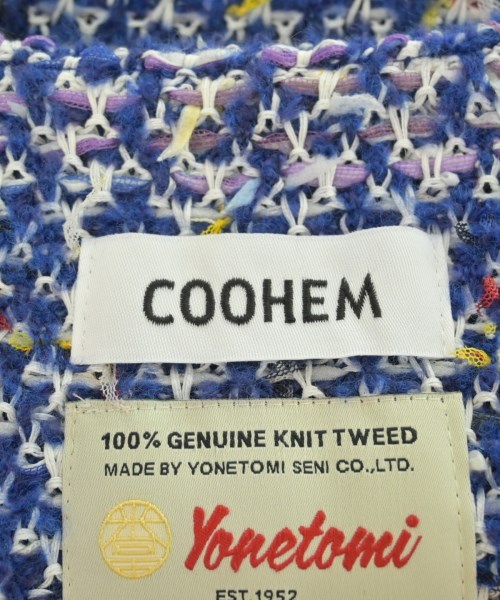 COOHEM
100% GENUINE KNIT TWEED
MADE BY YONETOMI SENI CO.,LTD.
Yonetomi
EST.1952